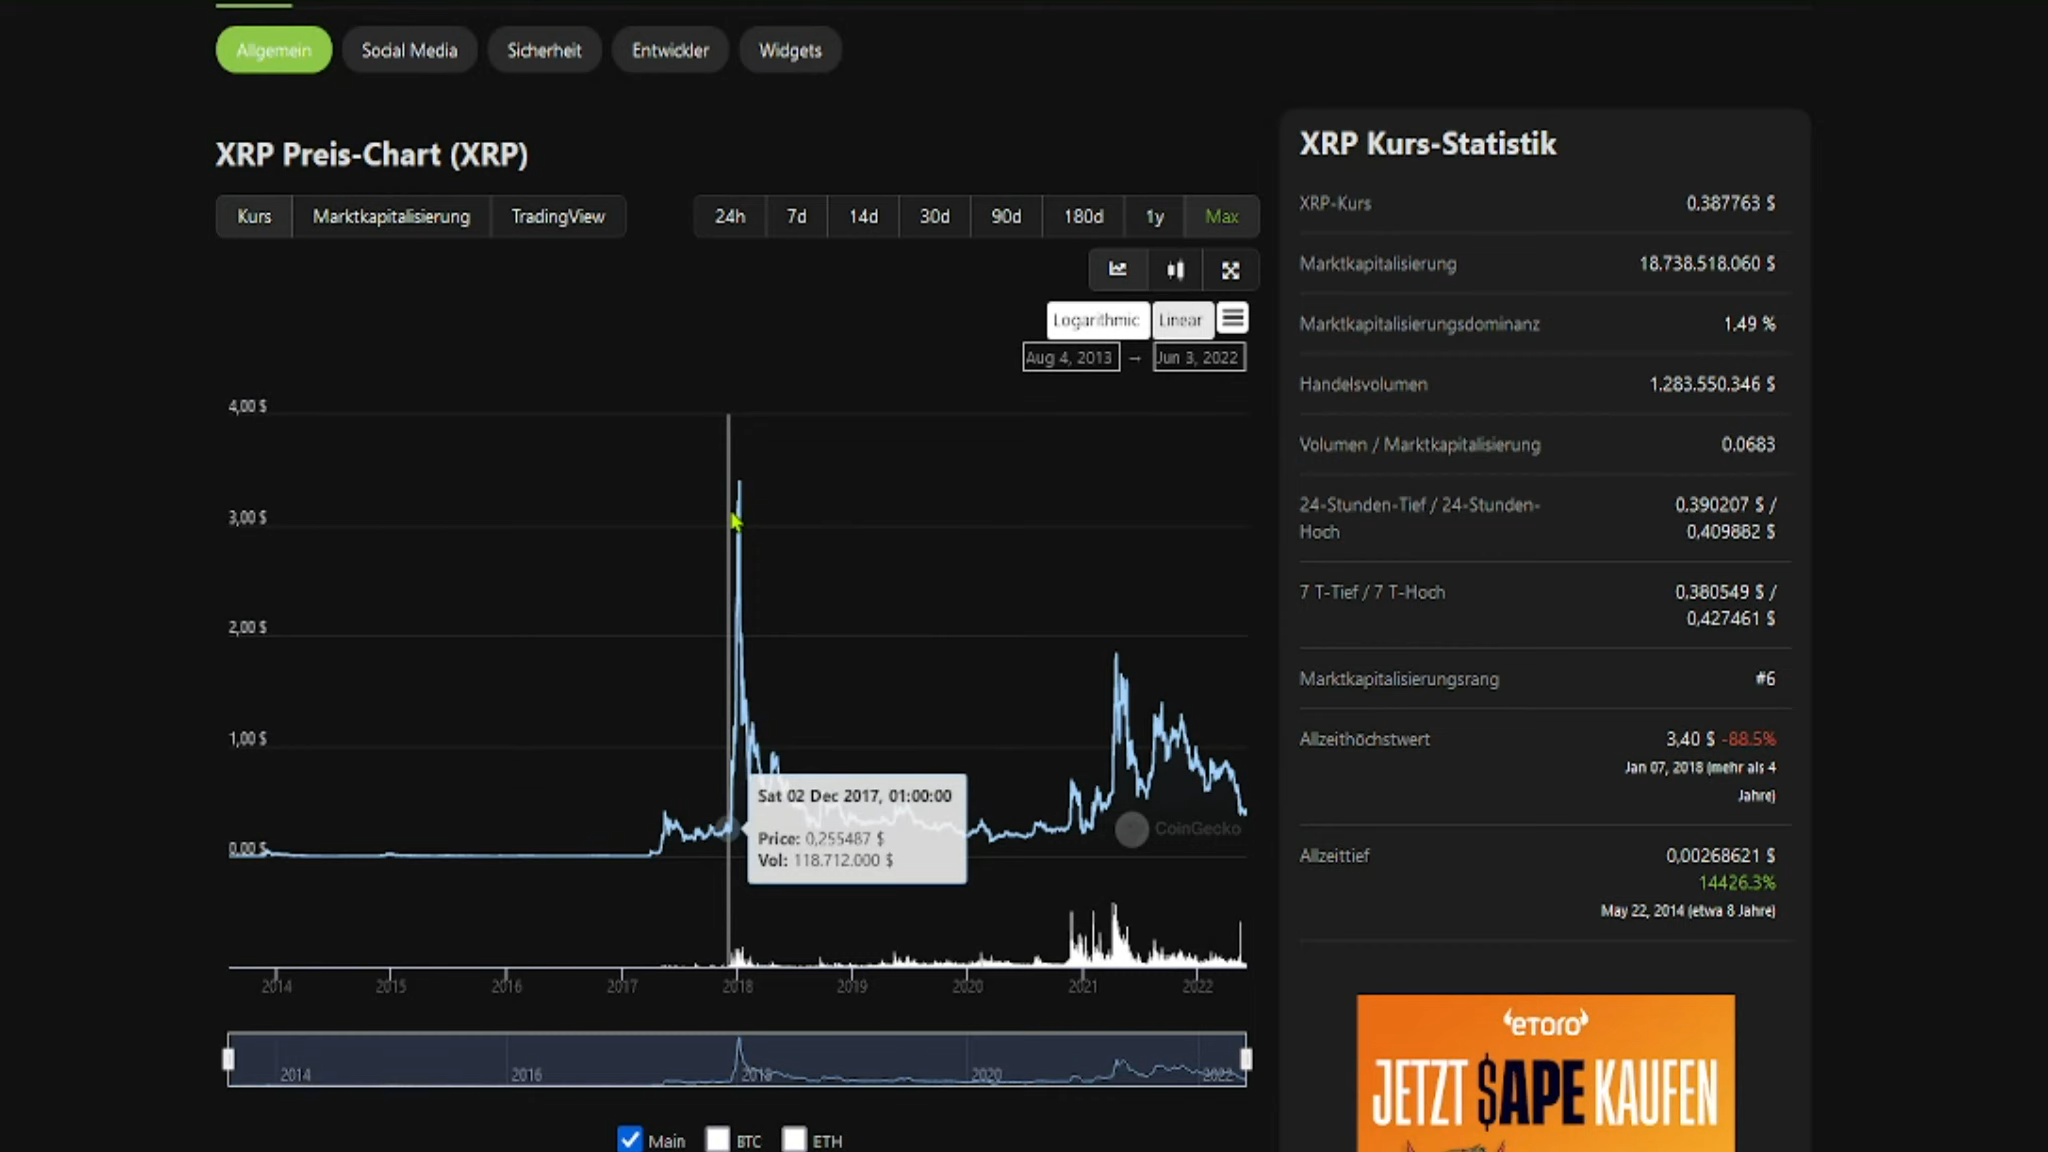 Allgemein
Social Media
Sicherheit
Entwickler
Widgets
XRP Preis-Chart (XRP)
Kurs
Marktkapitalisierung
TradingView
24h
7d
14d
30d
90d
180d
1y
Max
Logarithmic
Linear
Aug 4, 2013 → Jun 3, 2022
4,00 $
3,00 $
2,00 $
1,00 $
0,00 $
Sat 02 Dec 2017, 01:00:00
Price: 0,255487 $
Vol: 118.712.000 $
CoinGecko
2014 2015 2016 2017 2018 2019 2020 2021 2022
2014 2016 2018 2020 2022
Main
BTC
ETH
XRP Kurs-Statistik
XRP-Kurs 0.387763 $
Marktkapitalisierung 18.738.518.060 $
Marktkapitalisierungsdominanz 1.49 %
Handelsvolumen 1.283.550.346 $
Volumen / Marktkapitalisierung 0.0683
24-Stunden-Tief / 24-Stunden- 0.390207 $ /
Hoch 0,409882 $
7 T-Tief / 7 T-Hoch 0,380549 $ /
0,427461 $
Marktkapitalisierungsrang #6
Allzeithöchstwert 3,40 $ -88.5%
Jan 07, 2018 (mehr als 4
Jahre)
Allzeittief 0,00268621 $
14426.3%
May 22, 2014 (etwa 8 Jahre)
eToro
JETZT $APE KAUFEN